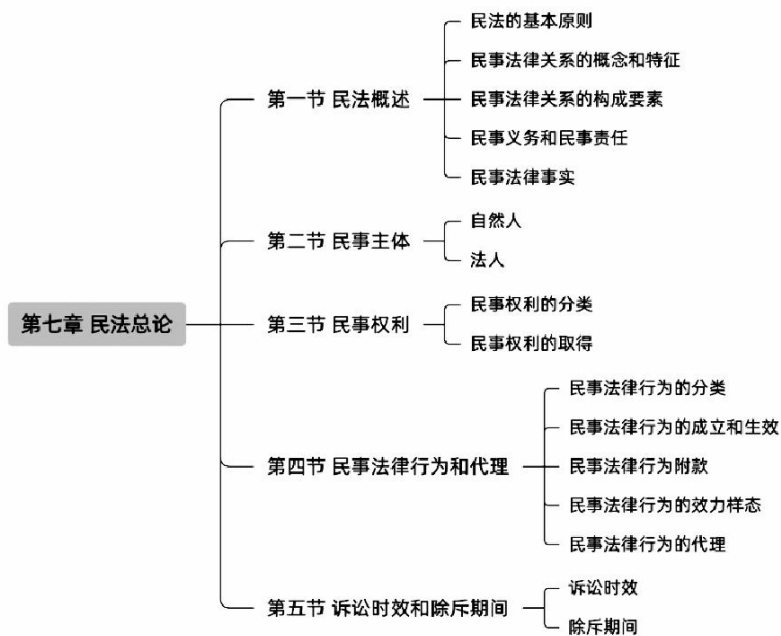 第七章 民法总论
第一节 民法概述
民法的基本原则
民事法律关系的概念和特征
民事法律关系的构成要素
民事义务和民事责任
民事法律事实
第二节 民事主体
自然人
法人
第三节 民事权利
民事权利的分类
民事权利的取得
第四节 民事法律行为和代理
民事法律行为的分类
民事法律行为的成立和生效
民事法律行为附款
民事法律行为的效力样态
民事法律行为的代理
第五节 诉讼时效和除斥期间
诉讼时效
除斥期间